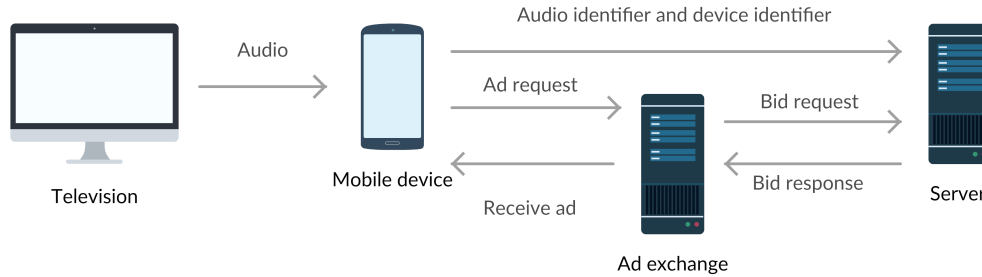 Audio identifier and device identifier
Audio
Ad request
Bid request
Mobile device
Bid response
Television
Server
Receive ad
Ad exchange